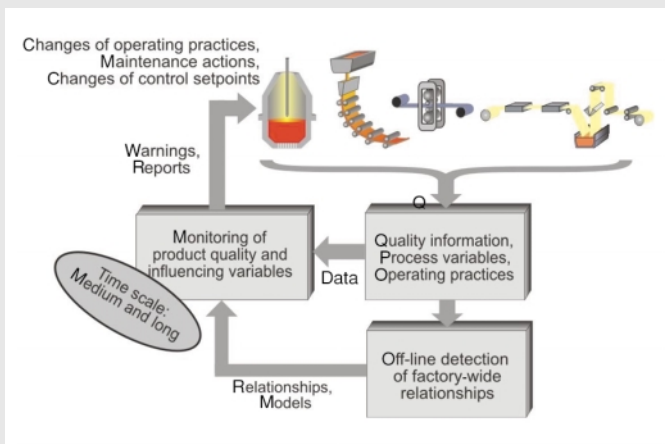 Changes of operating practices,
Maintenance actions,
Changes of control setpoints
Warnings,
Reports
Q
Monitoring of
product quality and
influencing variables
Quality information,
Process variables,
Operating practices
Data
Time scale:
Medium and long
Off-line detection
of factory-wide
relationships
Relationships,
Models